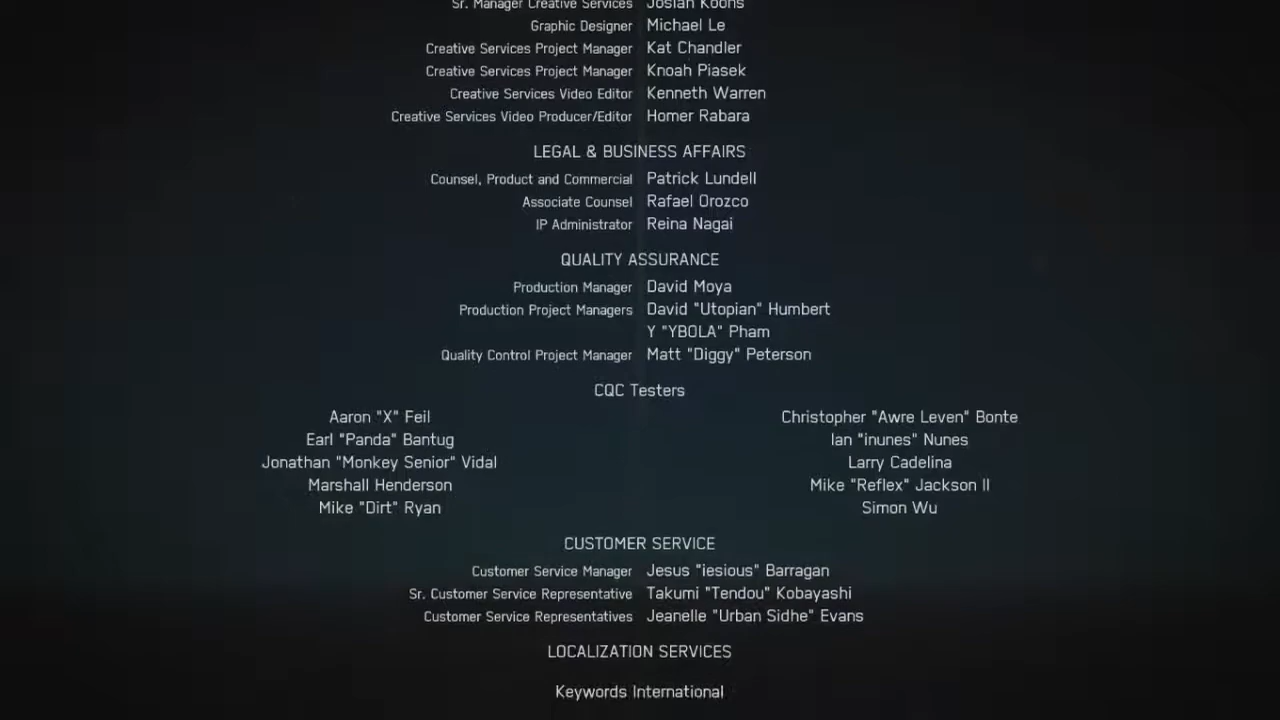 Sr. Manager Creative Services Josiah Koons
Graphic Designer Michael Le
Creative Services Project Manager Kat Chandler
Creative Services Project Manager Knoah Piasek
Creative Services Video Editor Kenneth Warren
Creative Services Video Producer/Editor Homer Rabara
LEGAL & BUSINESS AFFAIRS
Counsel, Product and Commercial Patrick Lundell
Associate Counsel Rafael Orozco
IP Administrator Reina Nagai
QUALITY ASSURANCE
Production Manager David Moya
Production Project Managers David "Utopian" Humbert
Y "YBOLA" Pham
Quality Control Project Manager Matt "Diggy" Peterson
CQC Testers
Aaron "X" Feil Christopher "Awre Leven" Bonte
Earl "Panda" Bantug Ian "inunes" Nunes
Jonathan "Monkey Senior" Vidal Larry Cadelina
Marshall Henderson Mike "Reflex" Jackson II
Mike "Dirt" Ryan Simon Wu
CUSTOMER SERVICE
Customer Service Manager Jesus "iesious" Barragan
Sr. Customer Service Representative Takumi "Tendou" Kobayashi
Customer Service Representatives Jeanelle "Urban Sidhe" Evans
LOCALIZATION SERVICES
Keywords International